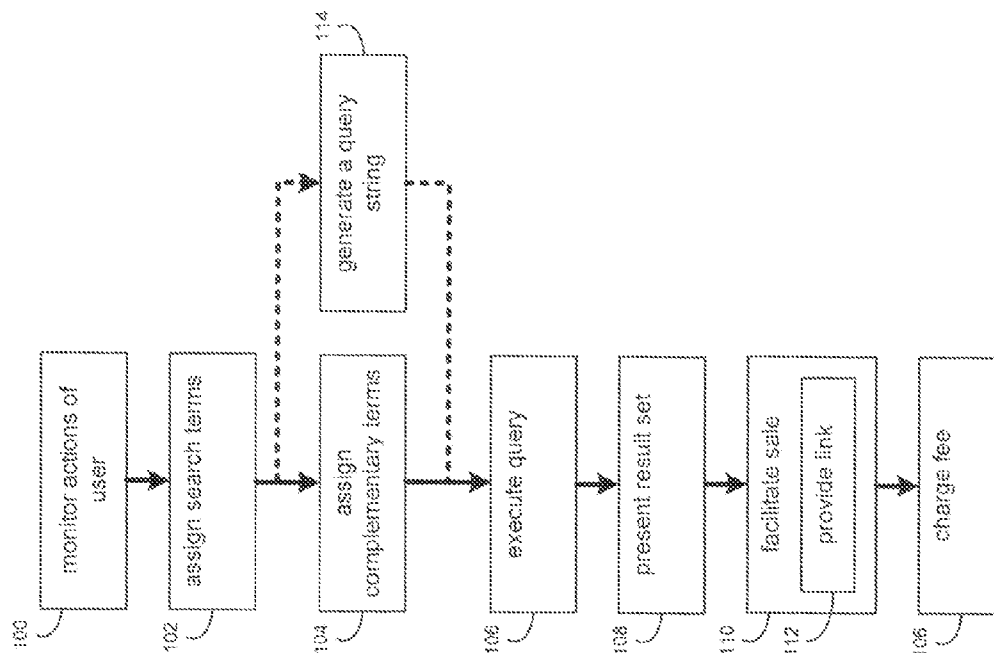 100
monitor actions of
user
102
assign search terms
104
assign
complementary terms
114
generate a query
string
106
execute query
108
present result set
110
facilitate sale
112
provide link
106
charge fee